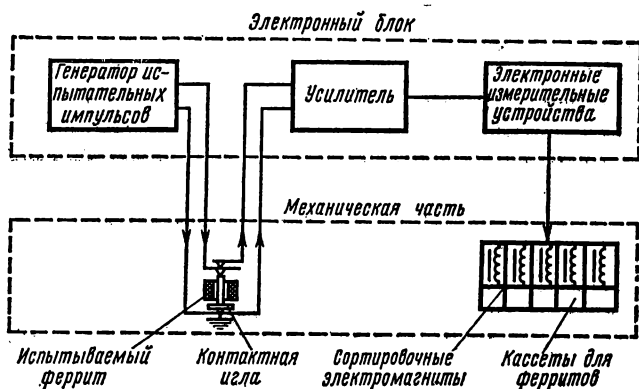 Электронный блок
Генератор ис-
пытательных
импульсов
Усилитель
Электронные
измерительные
устройства
Механическая часть
Испытываемый
феррит
Контактная
игла
Сортировочные
электромагниты
Кассеты для
ферритов